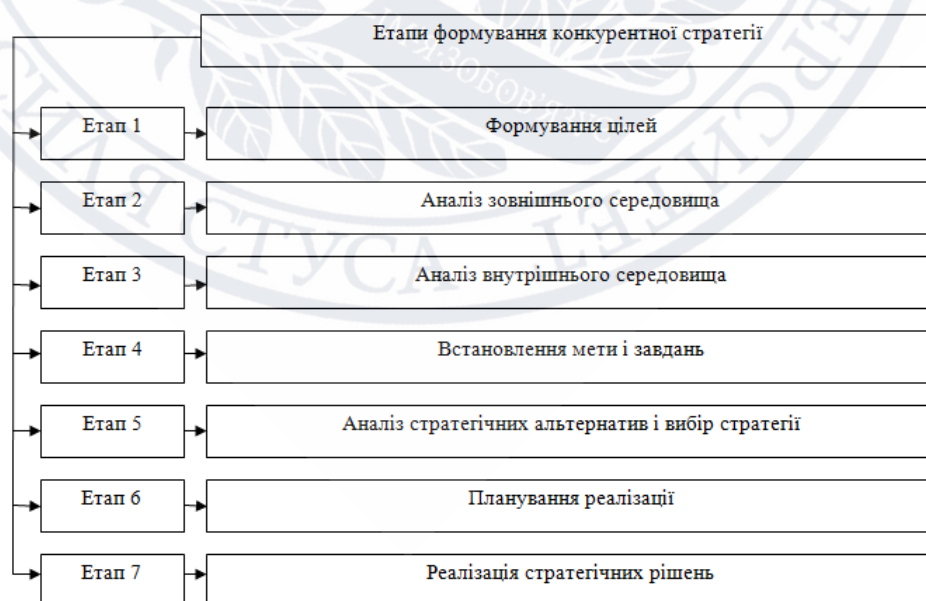 Етапи формування конкурентної стратегії
Етап 1
Формування цілей
Етап 2
Аналіз зовнішнього середовища
Етап 3
Аналіз внутрішнього середовища
Етап 4
Встановлення мети і завдань
Етап 5
Аналіз стратегічних альтернатив і вибір стратегії
Етап 6
Планування реалізації
Етап 7
Реалізація стратегічних рішень
СТУСА